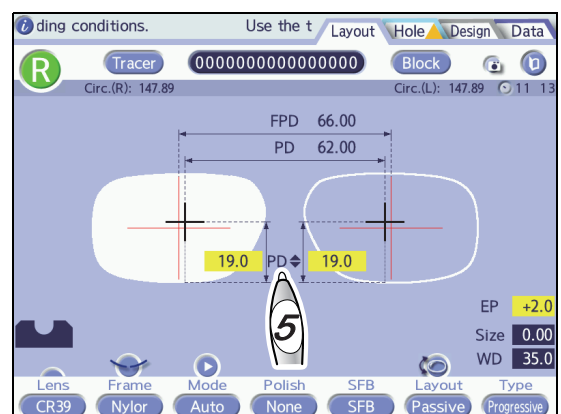 ding conditions. Use the t Layout Hole Design Data
R Tracer 0000000000000000 Block
Circ.(R): 147.89 Circ.(L): 147.89 11 13
FPD 66.00
PD 62.00
19.0 PD 19.0
5
EP +2.0
Size 0.00
WD 35.0
Lens Frame Mode Polish SFB Layout Type
CR39 Nylor Auto None SFB Passive Progressive